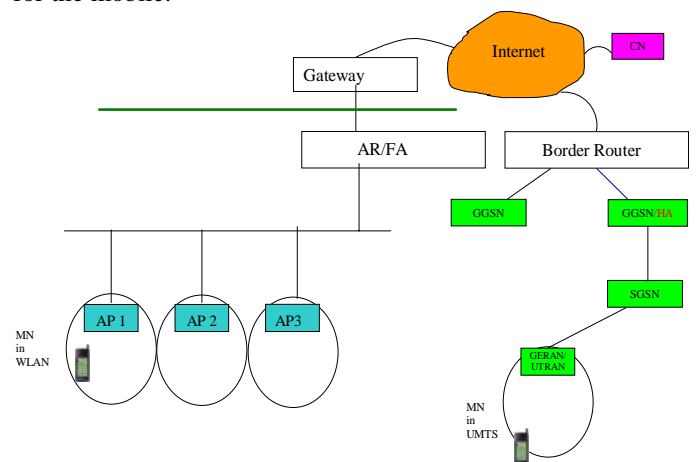 for the mobile.
Internet
CN
Gateway
AR/FA
Border Router
GGSN
GGSN/HA
SGSN
AP 1
AP 2
AP3
MN
in
WLAN
GERAN/
UTRAN
MN
in
UMTS